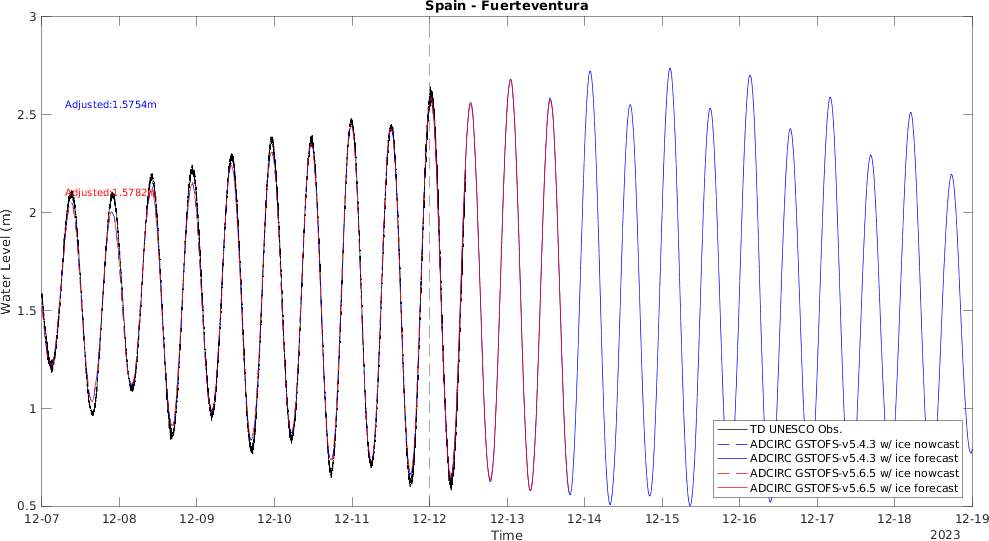 Spain - Fuerteventura
3
2.5
2
1.5
1
0.5
Water Level (m)
Adjusted:1.5754m
Adjusted:1.5782m
TD UNESCO Obs.
ADCIRC GSTOFS-v5.4.3 w/ ice nowcast
ADCIRC GSTOFS-v5.4.3 w/ ice forecast
ADCIRC GSTOFS-v5.6.5 w/ ice nowcast
ADCIRC GSTOFS-v5.6.5 w/ ice forecast
12-07 12-08 12-09 12-10 12-11 12-12 12-13 12-14 12-15 12-16 12-17 12-18 12-19
Time
2023